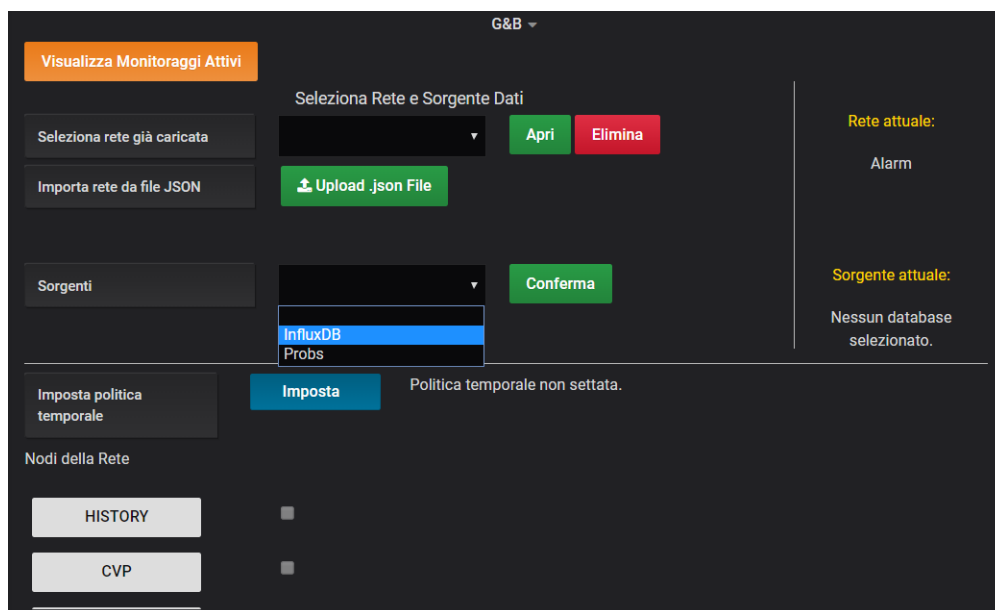 G&B
Visualizza Monitoraggi Attivi
Seleziona Rete e Sorgente Dati
Seleziona rete già caricata
Apri
Elimina
Rete attuale:
Importa rete da file JSON
Upload .json File
Alarm
Sorgenti
Conferma
Sorgente attuale:
InfluxDB
Probs
Nessun database
selezionato.
Imposta politica
temporale
Imposta
Politica temporale non settata.
Nodi della Rete
HISTORY
CVP